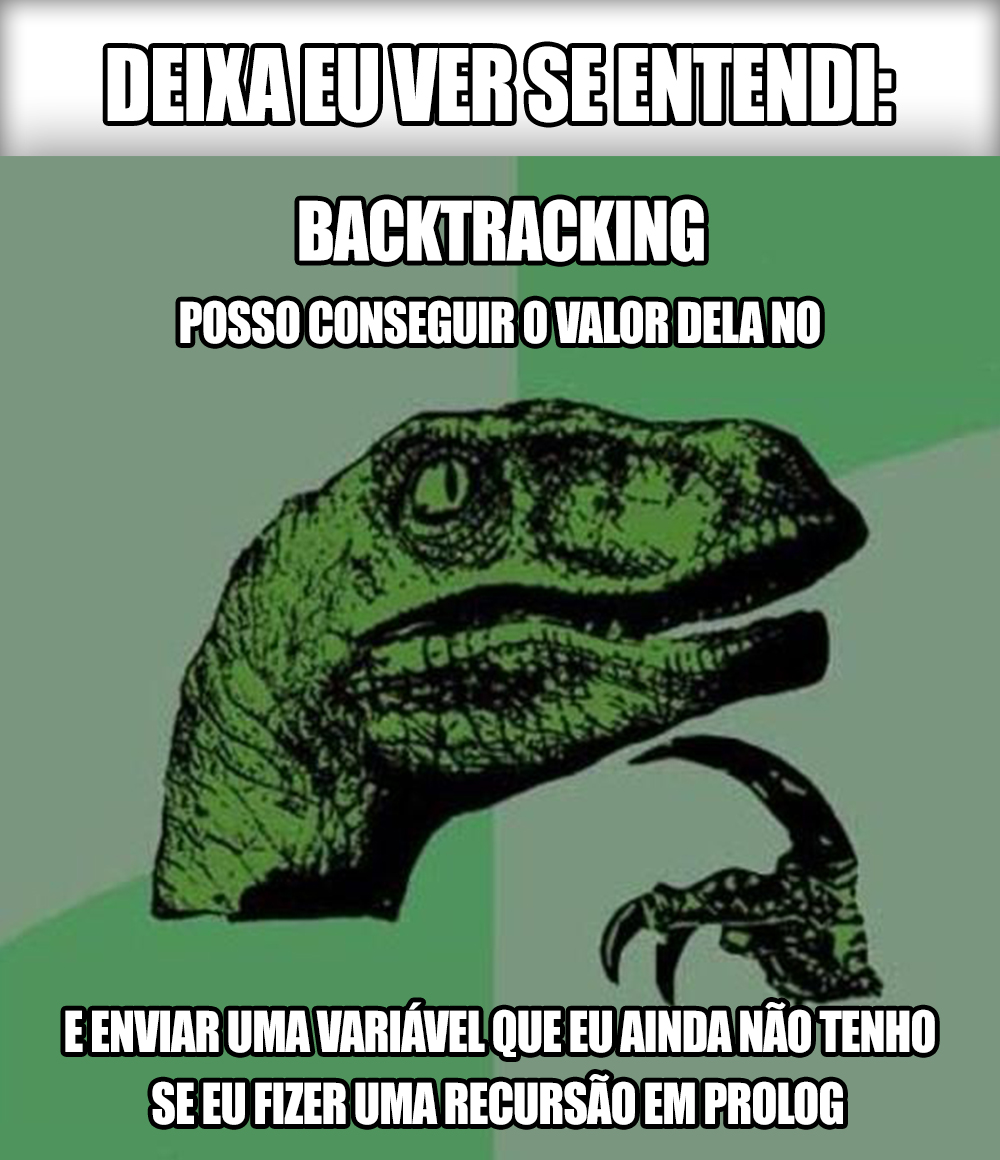 DEIXA EU VER SE ENTENDI:
BACKTRACKING
POSSO CONSEGUIR O VALOR DELA NO
E ENVIAR UMA VARIÁVEL QUE EU AINDA NÃO TENHO
SE EU FIZER UMA RECURSÃO EM PROLOG